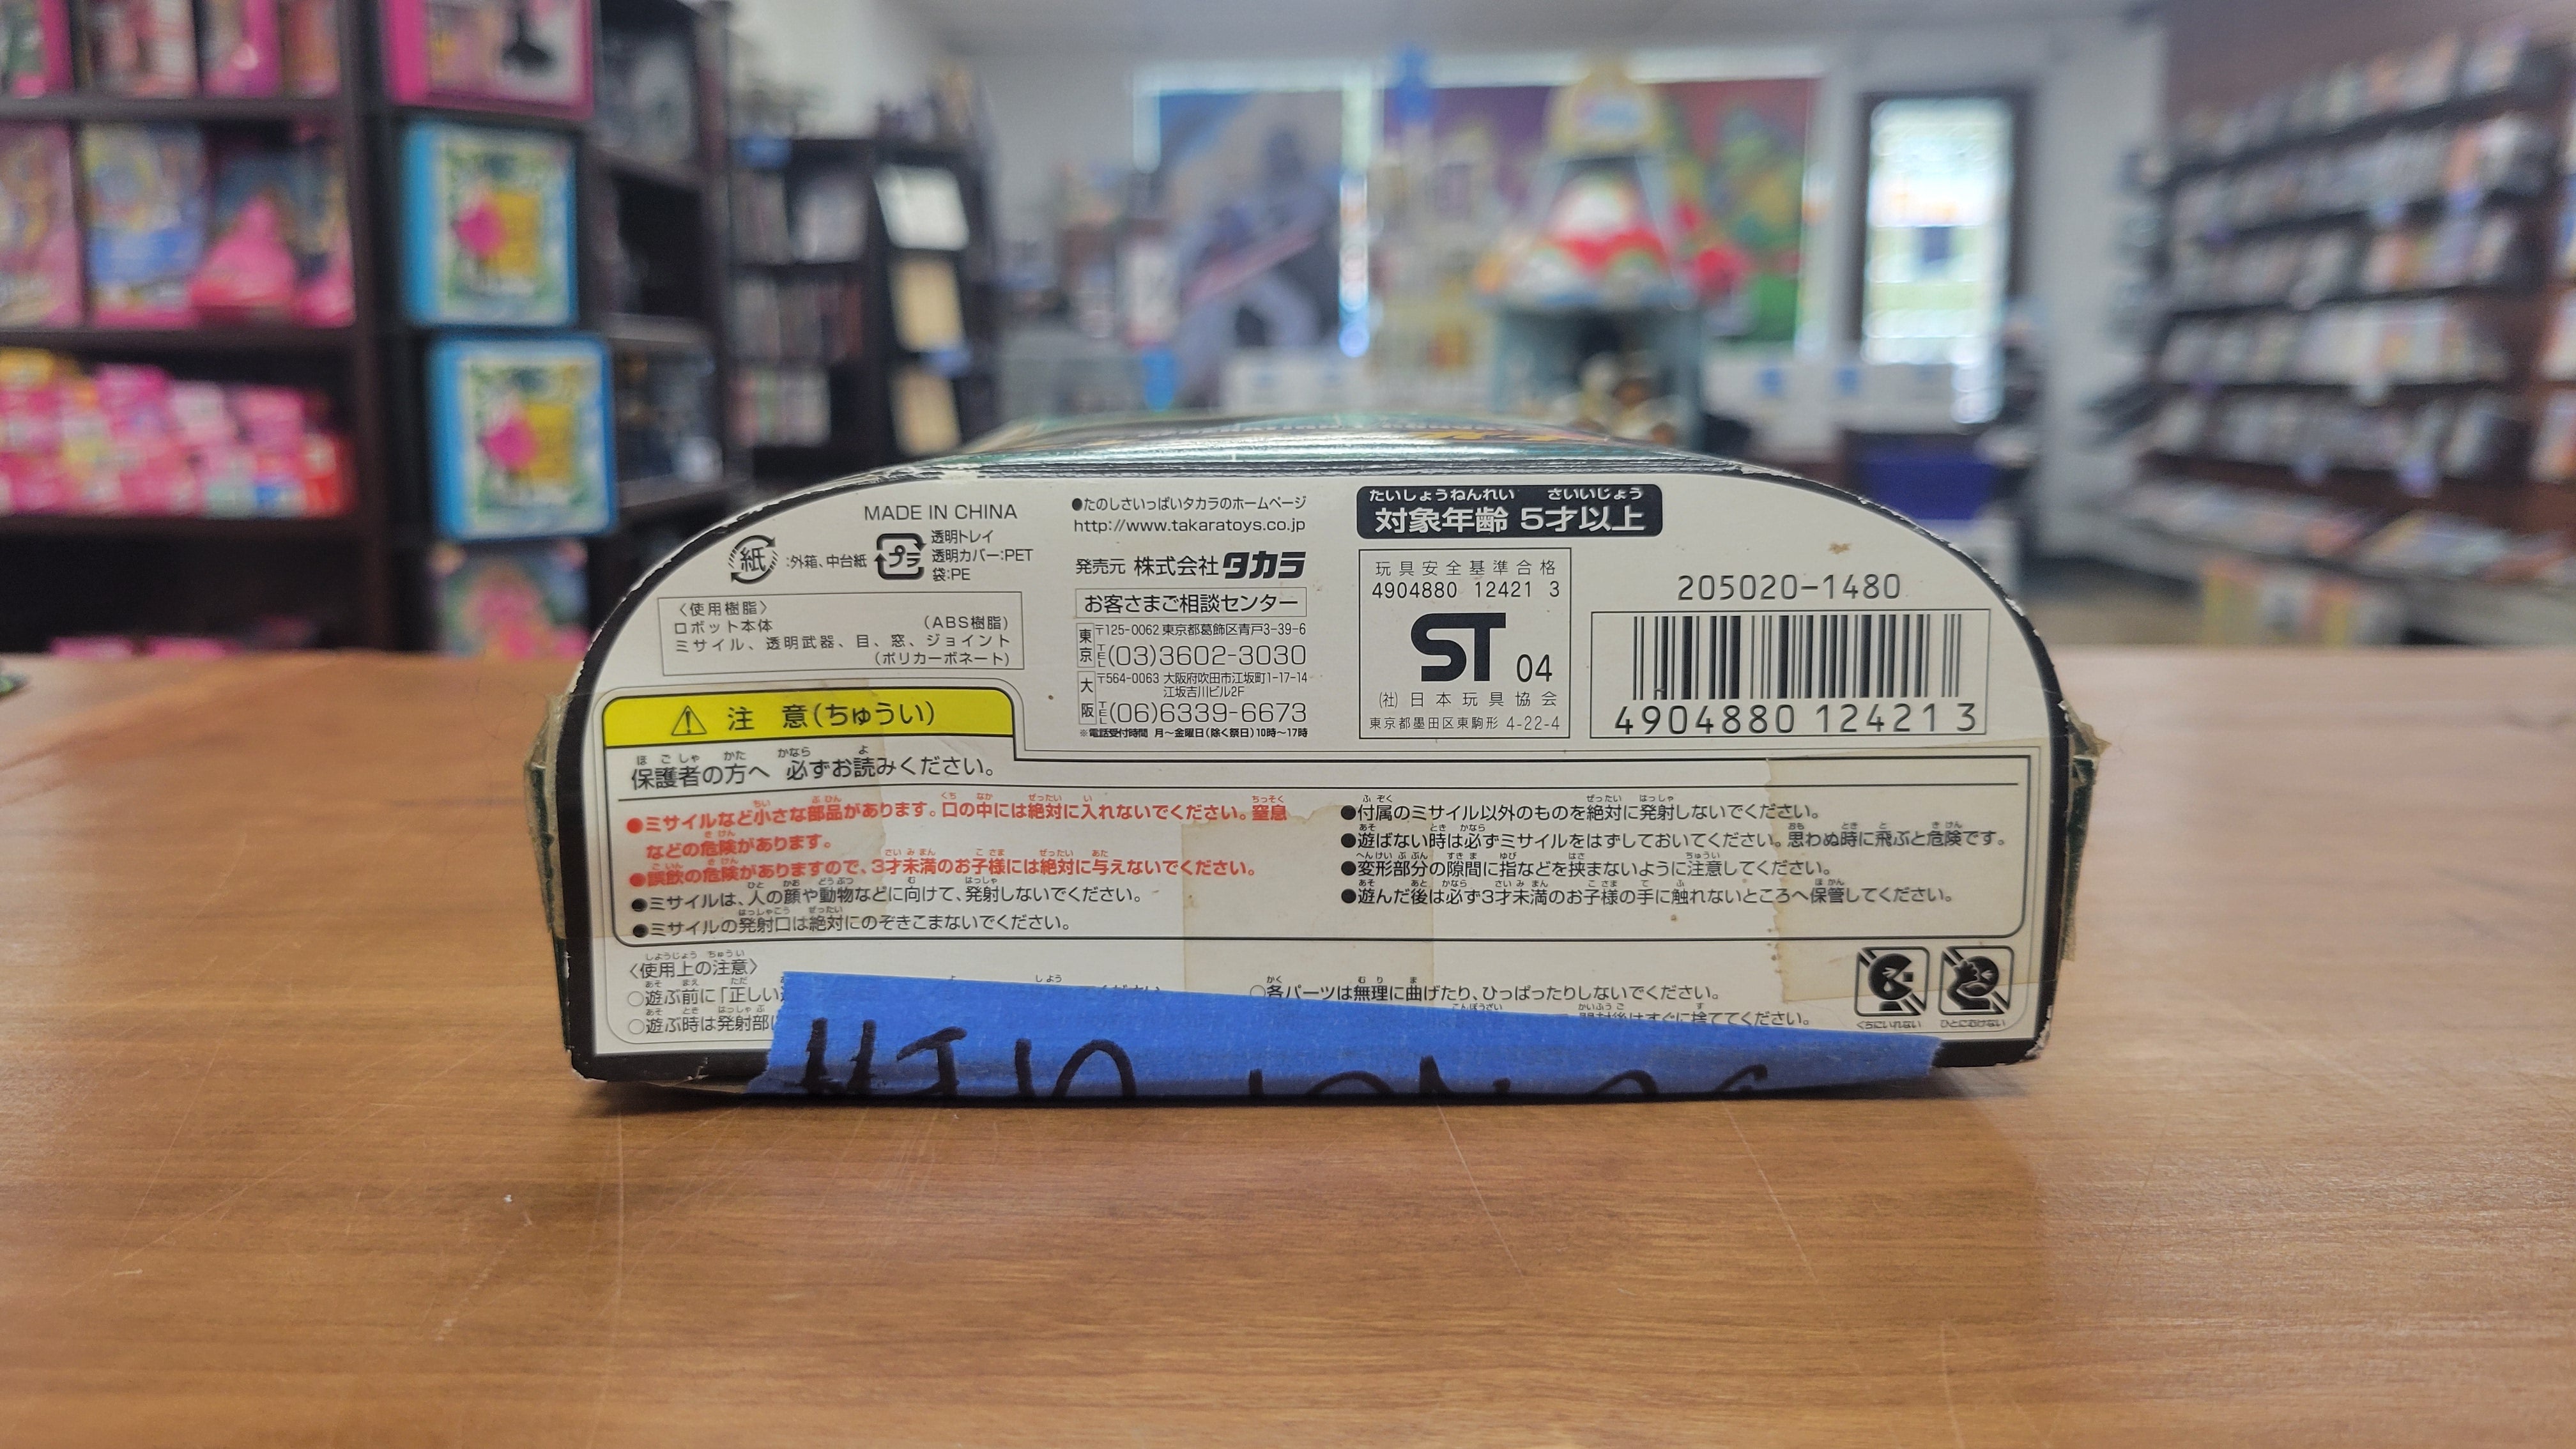 MADE IN CHINA
紙 :外箱、中台紙
プラ 透明トレイ
透明カバー:PET
袋:PE
〈使用樹脂〉
ロボット本体 (ABS樹脂)
ミサイル、透明武器、目、窓、ジョイント
(ポリカーボネート)
●たのしさいっぱいタカラのホームページ
http://www.takaratoys.co.jp
発売元 株式会社タカラ
お客さまご相談センター
東京 〒125-0062 東京都葛飾区青戸3-39-6
TEL(03)3602-3030
大阪 〒564-0063 大阪府吹田市江坂町1-17-14
江坂吉川ビル2F
TEL(06)6339-6673
※電話受付時間 月〜金曜日(除く祭日)10時〜17時
たいしょうねんれい さいいじょう
対象年齢 5才以上
玩具安全基準合格
4904880 12421 3
ST 04
(社)日本玩具協会
東京都墨田区東駒形 4-22-4
205020-1480
4904880 124213
注 意(ちゅうい)
保護者の方へ 必ずお読みください。
●ミサイルなど小さな部品があります。口の中には絶対に入れないでください。窒息
などの危険があります。
●誤飲の危険がありますので、3才未満のお子様には絶対に与えないでください。
●ミサイルは、人の顔や動物などに向けて、発射しないでください。
●ミサイルの発射口は絶対にのぞきこまないでください。
●付属のミサイル以外のものを絶対に発射しないでください。
●遊ばない時は必ずミサイルをはずしておいてください。思わぬ時に飛ぶと危険です。
●変形部分の隙間に指などを挟まないように注意してください。
●遊んだ後は必ず3才未満のお子様の手に触れないところへ保管してください。
〈使用上の注意〉
○遊ぶ前に「正しい
○遊ぶ時は発射部
○各パーツは無理に曲げたり、ひっぱったりしないでください。
すぐに捨ててください。
くちにいれない
ひとにむけない